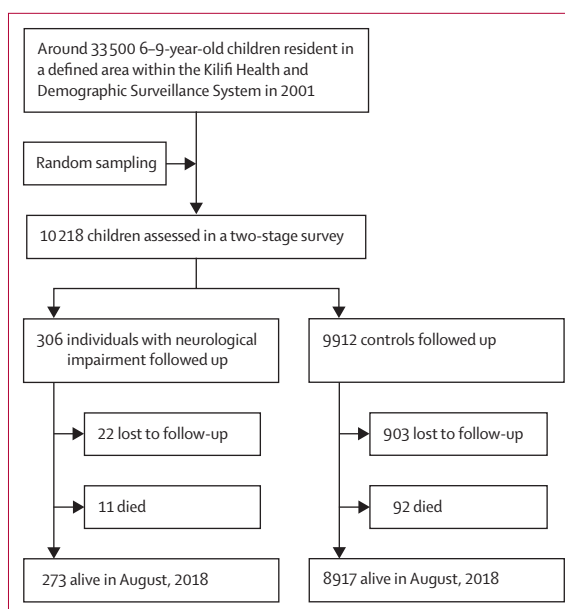 Around 33 500 6–9-year-old children resident in
a defined area within the Kilifi Health and
Demographic Surveillance System in 2001
Random sampling
10 218 children assessed in a two-stage survey
306 individuals with neurological
impairment followed up
9912 controls followed up
22 lost to follow-up
903 lost to follow-up
11 died
92 died
273 alive in August, 2018
8917 alive in August, 2018